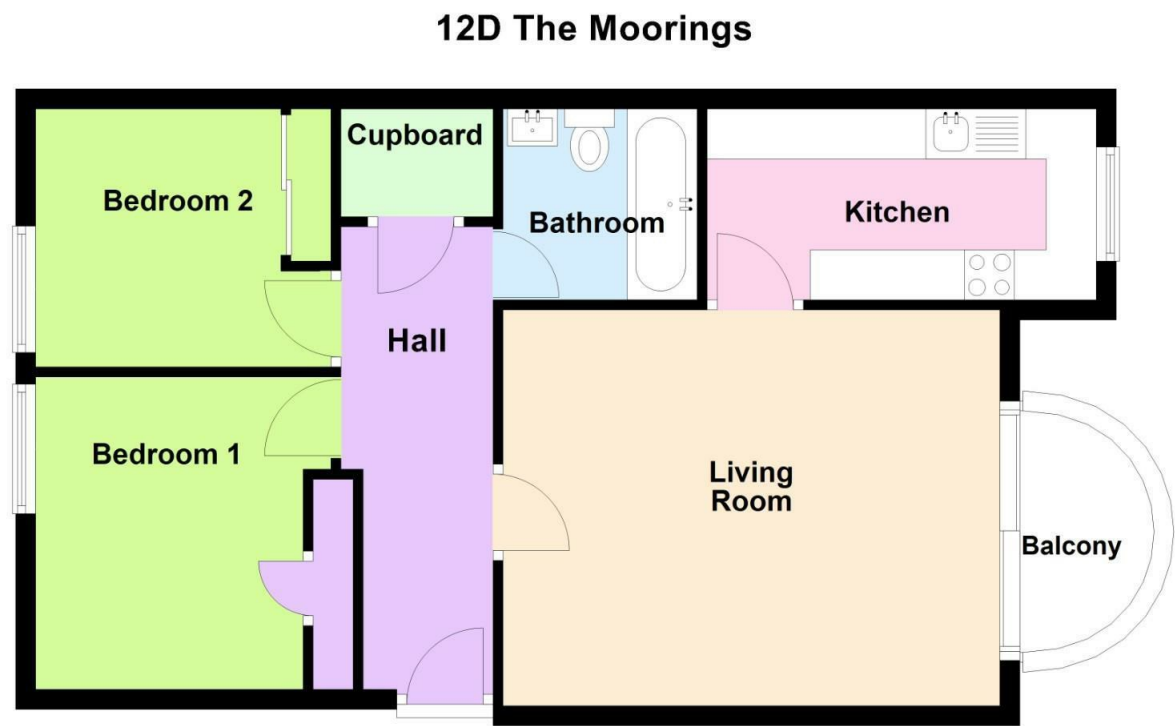 12D The Moorings
Cupboard
Bedroom 2
Bathroom
Kitchen
Hall
Bedroom 1
Living
Room
Balcony